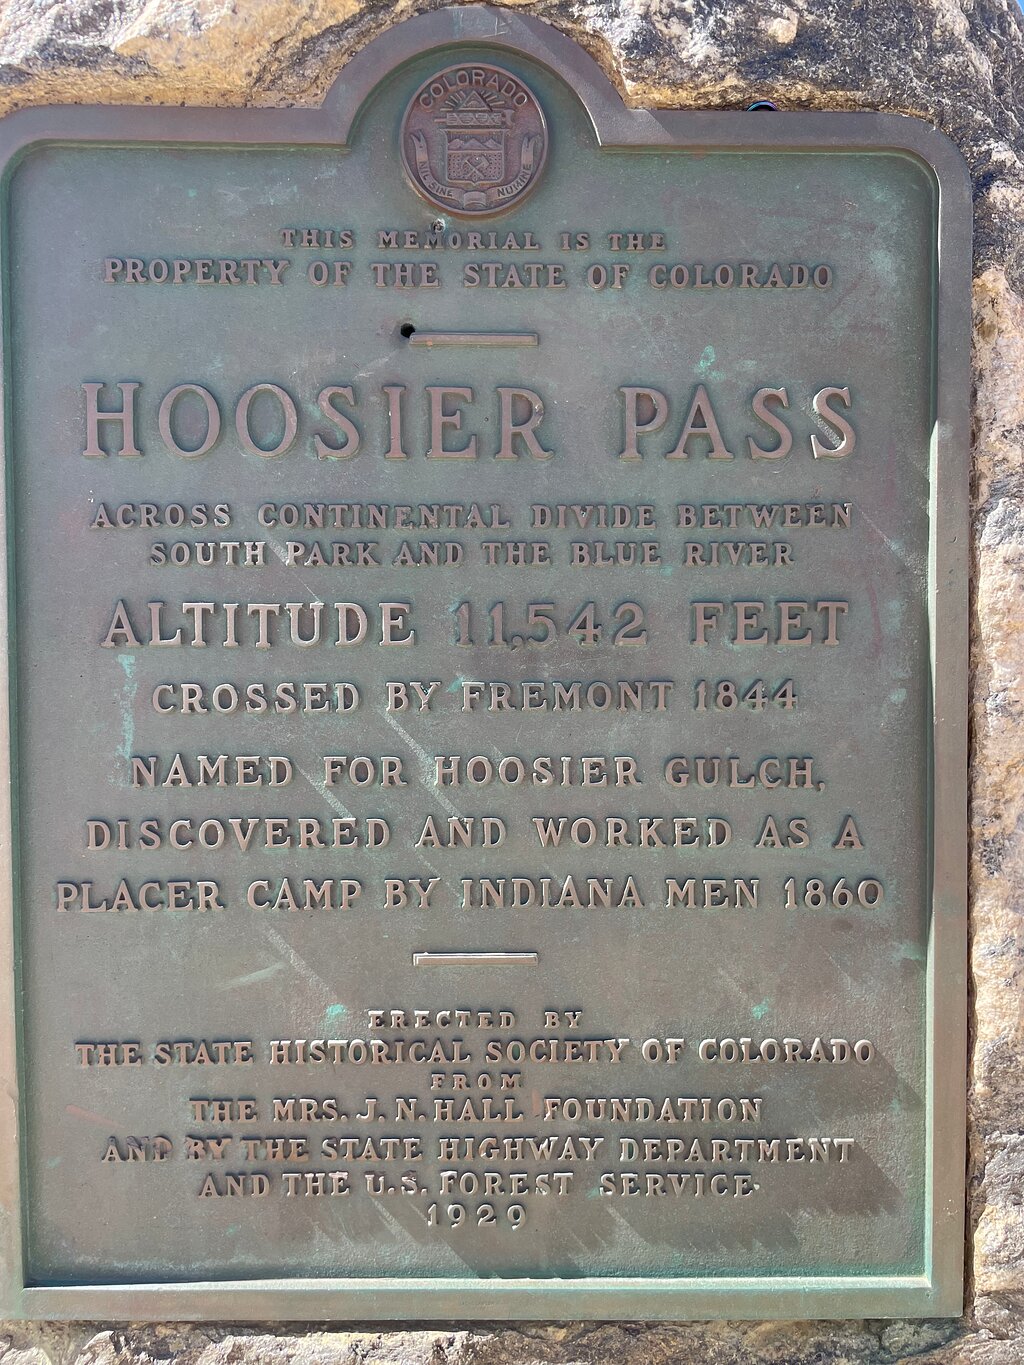 COLORADO
NIL SINE NUMINE
THIS MEMORIAL IS THE
PROPERTY OF THE STATE OF COLORADO
HOOSIER PASS
ACROSS CONTINENTAL DIVIDE BETWEEN
SOUTH PARK AND THE BLUE RIVER
ALTITUDE 11,542 FEET
CROSSED BY FREMONT 1844
NAMED FOR HOOSIER GULCH,
DISCOVERED AND WORKED AS A
PLACER CAMP BY INDIANA MEN 1860
ERECTED BY
THE STATE HISTORICAL SOCIETY OF COLORADO
FROM
THE MRS. J. N. HALL FOUNDATION
AND BY THE STATE HIGHWAY DEPARTMENT
AND THE U.S. FOREST SERVICE
1929